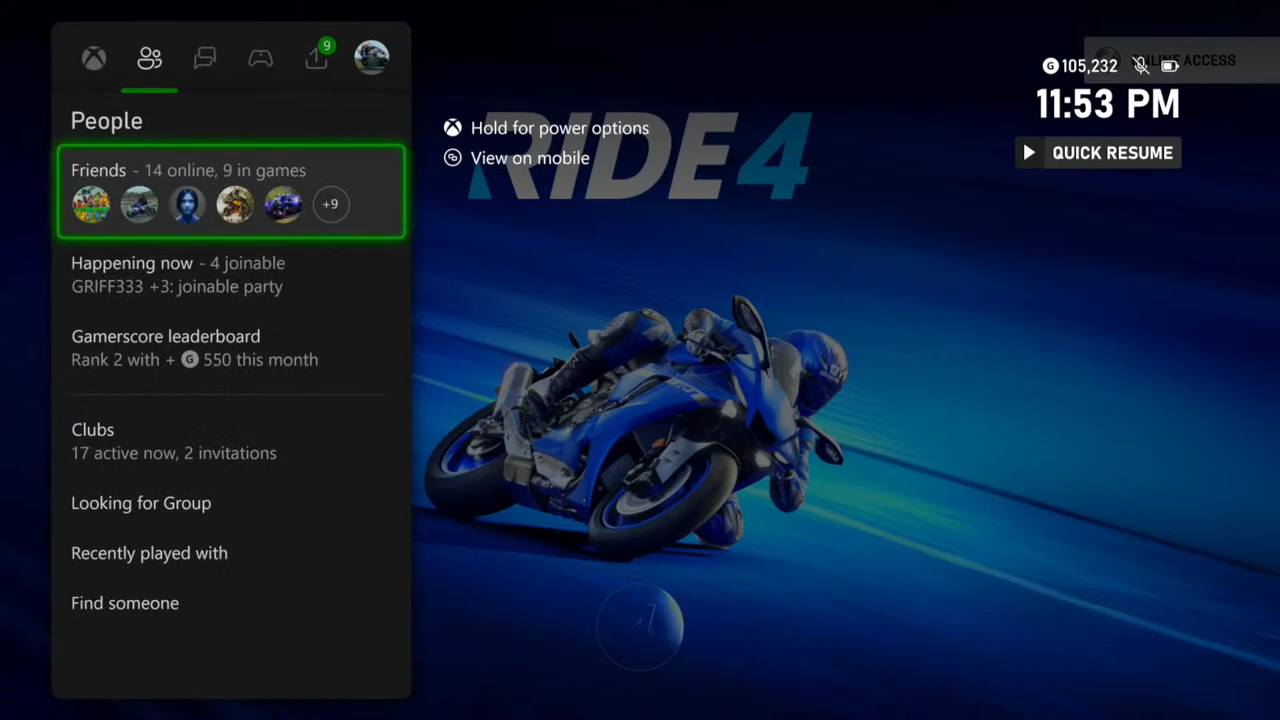 9
People
Friends - 14 online, 9 in games
+9
Happening now - 4 joinable
GRIFF333 +3: joinable party
Gamerscore leaderboard
Rank 2 with + G 550 this month
Clubs
17 active now, 2 invitations
Looking for Group
Recently played with
Find someone
Hold for power options
View on mobile
RIDE 4
ONLINE ACCESS
G 105,232
11:53 PM
QUICK RESUME